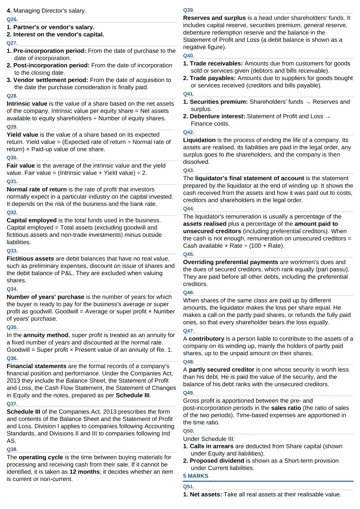 4. Managing Director's salary.
Q26.
1. Partner's or vendor's salary.
2. Interest on the vendor's capital.
Q27.
1. Pre-incorporation period: From the date of purchase to the
date of incorporation.
2. Post-incorporation period: From the date of incorporation
to the closing date.
3. Vendor settlement period: From the date of acquisition to
the date the purchase consideration is finally paid.
Q28.
Intrinsic value is the value of a share based on the net assets
of the company. Intrinsic value per equity share = Net assets
available to equity shareholders ÷ Number of equity shares.
Q29.
Yield value is the value of a share based on its expected
return. Yield value = (Expected rate of return ÷ Normal rate of
return) × Paid-up value of one share.
Q30.
Fair value is the average of the intrinsic value and the yield
value. Fair value = (Intrinsic value + Yield value) ÷ 2.
Q31.
Normal rate of return is the rate of profit that investors
normally expect in a particular industry on the capital invested.
It depends on the risk of the business and the bank rate.
Q32.
Capital employed is the total funds used in the business.
Capital employed = Total assets (excluding goodwill and
fictitious assets and non-trade investments) minus outside
liabilities.
Q33.
Fictitious assets are debit balances that have no real value,
such as preliminary expenses, discount on issue of shares and
the debit balance of P&L. They are excluded when valuing
shares.
Q34.
Number of years' purchase is the number of years for which
the buyer is ready to pay for the business's average or super
profit as goodwill. Goodwill = Average or super profit × Number
of years' purchase.
Q35.
In the annuity method, super profit is treated as an annuity for
a fixed number of years and discounted at the normal rate.
Goodwill = Super profit × Present value of an annuity of Re. 1.
Q36.
Financial statements are the formal records of a company's
financial position and performance. Under the Companies Act,
2013 they include the Balance Sheet, the Statement of Profit
and Loss, the Cash Flow Statement, the Statement of Changes
in Equity and the notes, prepared as per Schedule III.
Q37.
Schedule III of the Companies Act, 2013 prescribes the form
and contents of the Balance Sheet and the Statement of Profit
and Loss. Division I applies to companies following Accounting
Standards, and Divisions II and III to companies following Ind
AS.
Q38.
The operating cycle is the time between buying materials for
processing and receiving cash from their sale. If it cannot be
identified, it is taken as 12 months; it decides whether an item
is current or non-current.
Q39.
Reserves and surplus is a head under shareholders' funds. It
includes capital reserve, securities premium, general reserve,
debenture redemption reserve and the balance in the
Statement of Profit and Loss (a debit balance is shown as a
negative figure).
Q40.
1. Trade receivables: Amounts due from customers for goods
sold or services given (debtors and bills receivable).
2. Trade payables: Amounts due to suppliers for goods bought
or services received (creditors and bills payable).
Q41.
1. Securities premium: Shareholders' funds → Reserves and
surplus.
2. Debenture interest: Statement of Profit and Loss →
Finance costs.
Q42.
Liquidation is the process of ending the life of a company. Its
assets are realised, its liabilities are paid in the legal order, any
surplus goes to the shareholders, and the company is then
dissolved.
Q43.
The liquidator's final statement of account is the statement
prepared by the liquidator at the end of winding up. It shows the
cash received from the assets and how it was paid out to costs,
creditors and shareholders in the legal order.
Q44.
The liquidator's remuneration is usually a percentage of the
assets realised plus a percentage of the amount paid to
unsecured creditors (including preferential creditors). When
the cash is not enough, remuneration on unsecured creditors =
Cash available × Rate ÷ (100 + Rate).
Q45.
Overriding preferential payments are workmen's dues and
the dues of secured creditors, which rank equally (pari passu).
They are paid before all other debts, including the preferential
creditors.
Q46.
When shares of the same class are paid up by different
amounts, the liquidator makes the loss per share equal. He
makes a call on the partly paid shares, or refunds the fully paid
ones, so that every shareholder bears the loss equally.
Q47.
A contributory is a person liable to contribute to the assets of a
company on its winding up, mainly the holders of partly paid
shares, up to the unpaid amount on their shares.
Q48.
A partly secured creditor is one whose security is worth less
than his debt. He is paid the value of the security, and the
balance of his debt ranks with the unsecured creditors.
Q49.
Gross profit is apportioned between the pre- and
post-incorporation periods in the sales ratio (the ratio of sales
of the two periods). Time-based expenses are apportioned in
the time ratio.
Q50.
Under Schedule III:
1. Calls in arrears are deducted from Share capital (shown
under Equity and Liabilities).
2. Proposed dividend is shown as a Short-term provision
under Current liabilities.
5 MARKS
Q51.
1. Net assets: Take all real assets at their realisable value.